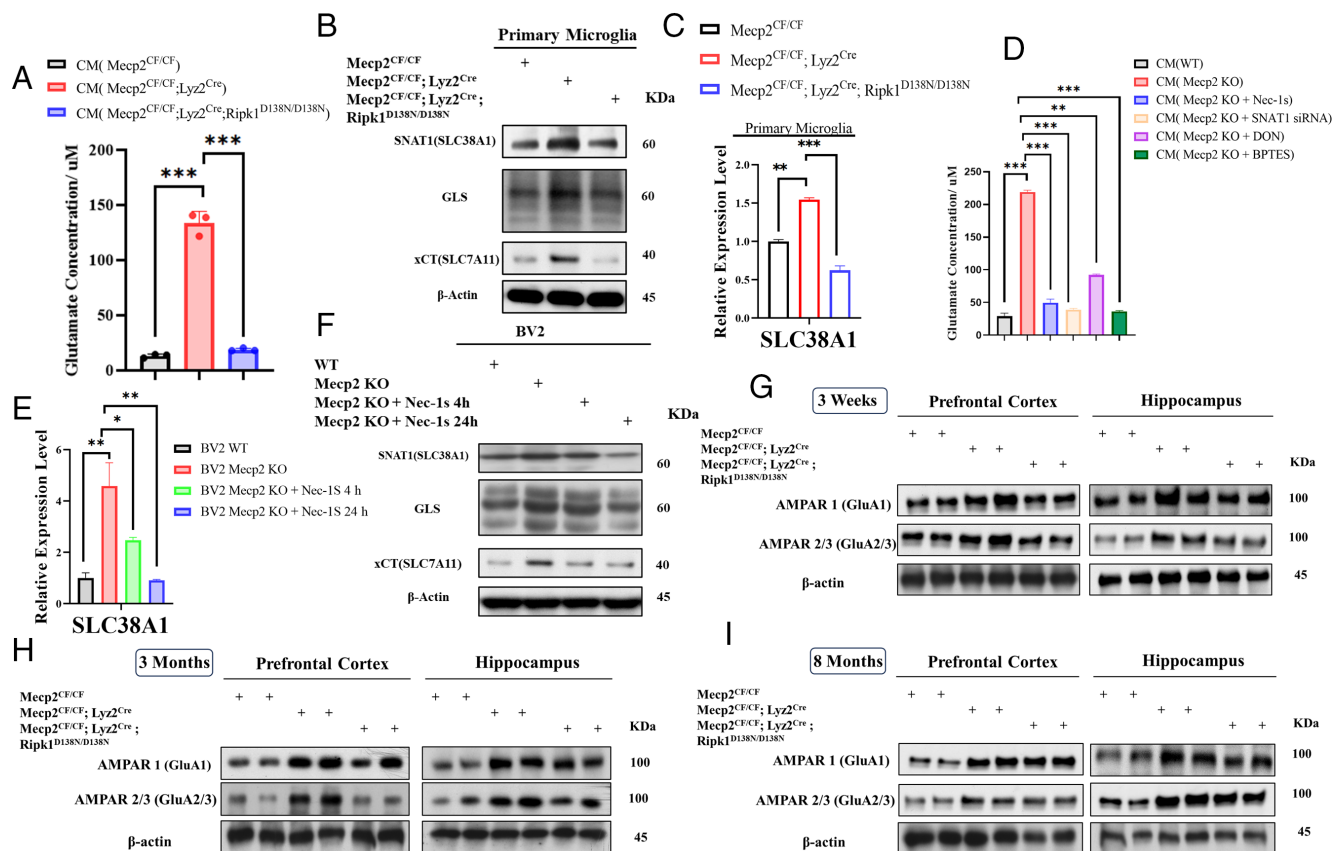 A
CM( Mecp2CF/CF)
CM( Mecp2CF/CF;Lyz2Cre)
CM( Mecp2CF/CF;Lyz2Cre;Ripk1D138N/D138N)
Glutamate Concentration/ uM
200
150
100
50
0
***
***
B
Primary Microglia
Mecp2CF/CF +
Mecp2CF/CF; Lyz2Cre +
Mecp2CF/CF; Lyz2Cre ; +
Ripk1D138N/D138N
KDa
SNAT1(SLC38A1) 60
GLS 60
xCT(SLC7A11) 40
β-Actin 45
C
Mecp2CF/CF
Mecp2CF/CF; Lyz2Cre
Mecp2CF/CF; Lyz2Cre; Ripk1D138N/D138N
Primary Microglia
Relative Expression Level
2.0
1.5
1.0
0.5
0.0
**
***
SLC38A1
D
CM(WT)
CM( Mecp2 KO)
CM( Mecp2 KO + Nec-1s)
CM( Mecp2 KO + SNAT1 siRNA)
CM( Mecp2 KO + DON)
CM( Mecp2 KO + BPTES)
Glutamate Concentration/ uM
250
200
150
100
50
0
***
**
***
***
***
E
Relative Expression Level
6
4
2
0
**
*
**
SLC38A1
BV2 WT
BV2 Mecp2 KO
BV2 Mecp2 KO + Nec-1S 4 h
BV2 Mecp2 KO + Nec-1S 24 h
F
BV2
WT +
Mecp2 KO +
Mecp2 KO + Nec-1s 4h +
Mecp2 KO + Nec-1s 24h +
KDa
SNAT1(SLC38A1) 60
GLS 60
xCT(SLC7A11) 40
β-Actin 45
G
3 Weeks
Prefrontal Cortex Hippocampus
Mecp2CF/CF + + + +
Mecp2CF/CF; Lyz2Cre + + + +
Mecp2CF/CF; Lyz2Cre ; + + + +
Ripk1D138N/D138N
KDa
AMPAR 1 (GluA1) 100
AMPAR 2/3 (GluA2/3) 100
β-actin 45
H
3 Months
Prefrontal Cortex Hippocampus
Mecp2CF/CF + + + +
Mecp2CF/CF; Lyz2Cre + + + +
Mecp2CF/CF; Lyz2Cre ; + + + +
Ripk1D138N/D138N
KDa
AMPAR 1 (GluA1) 100
AMPAR 2/3 (GluA2/3) 100
β-actin 45
I
8 Months
Prefrontal Cortex Hippocampus
Mecp2CF/CF + + + +
Mecp2CF/CF; Lyz2Cre + + + +
Mecp2CF/CF; Lyz2Cre ; + + + +
Ripk1D138N/D138N
KDa
AMPAR 1 (GluA1) 100
AMPAR 2/3 (GluA2/3) 100
β-actin 45